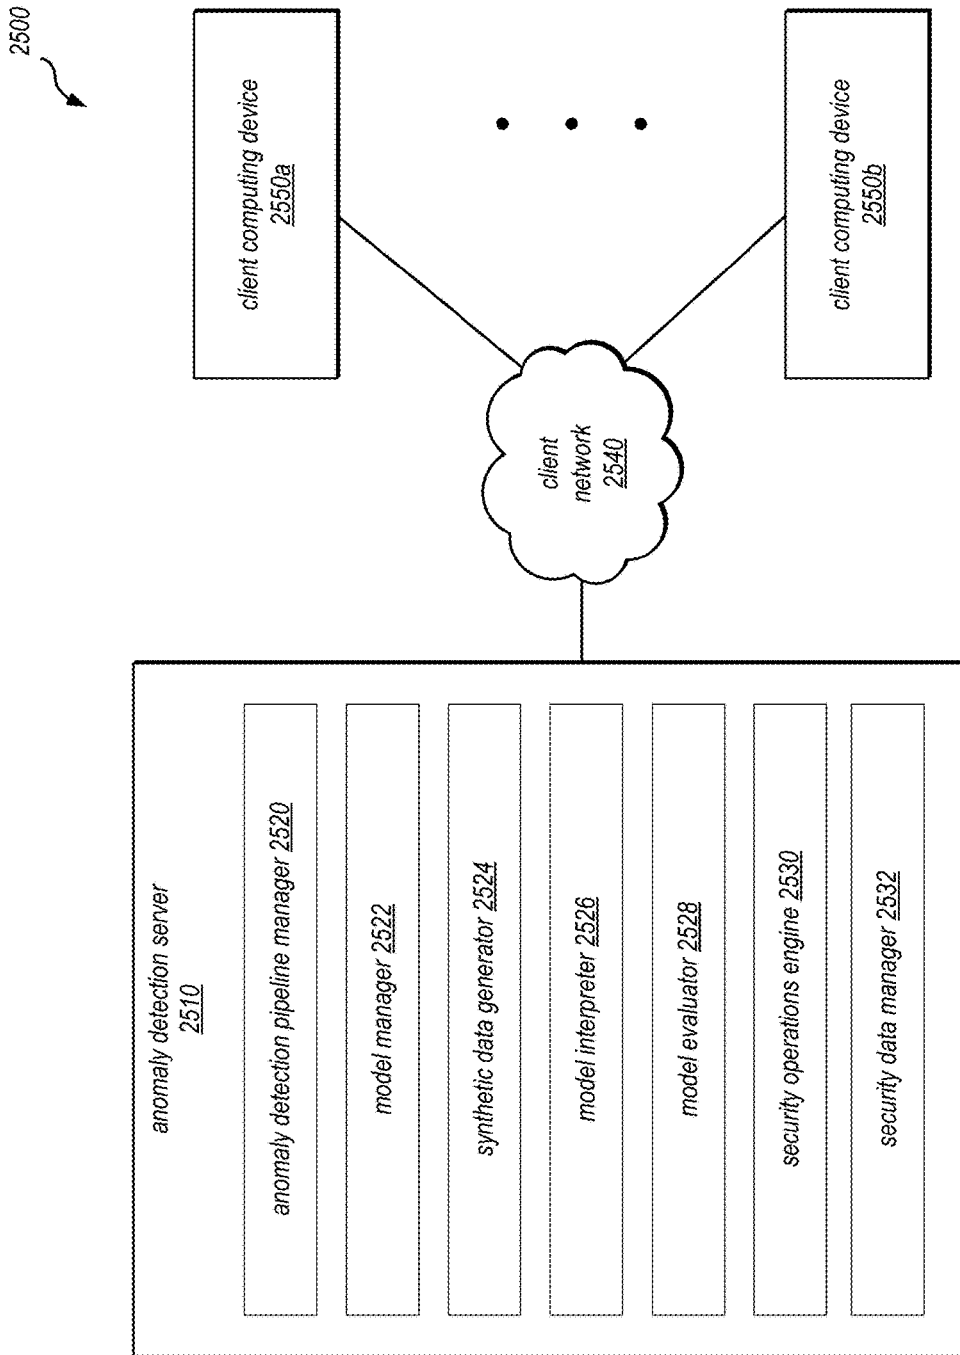 2500
anomaly detection server
2510
anomaly detection pipeline manager 2520
model manager 2522
synthetic data generator 2524
model interpreter 2526
model evaluator 2528
security operations engine 2530
security data manager 2532
client
network
2540
client computing device
2550a
client computing device
2550b